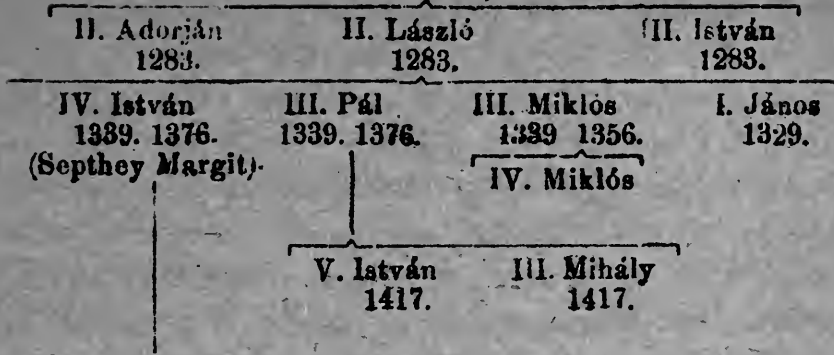 II. Adorján II. László III. István
1283. 1283. 1283.
IV. István III. Pál III. Miklós I. János
1339. 1376. 1339. 1376. 1339 1356. 1329.
(Septhey Margit)
IV. Miklós
V. István III. Mihály
1417. 1417.